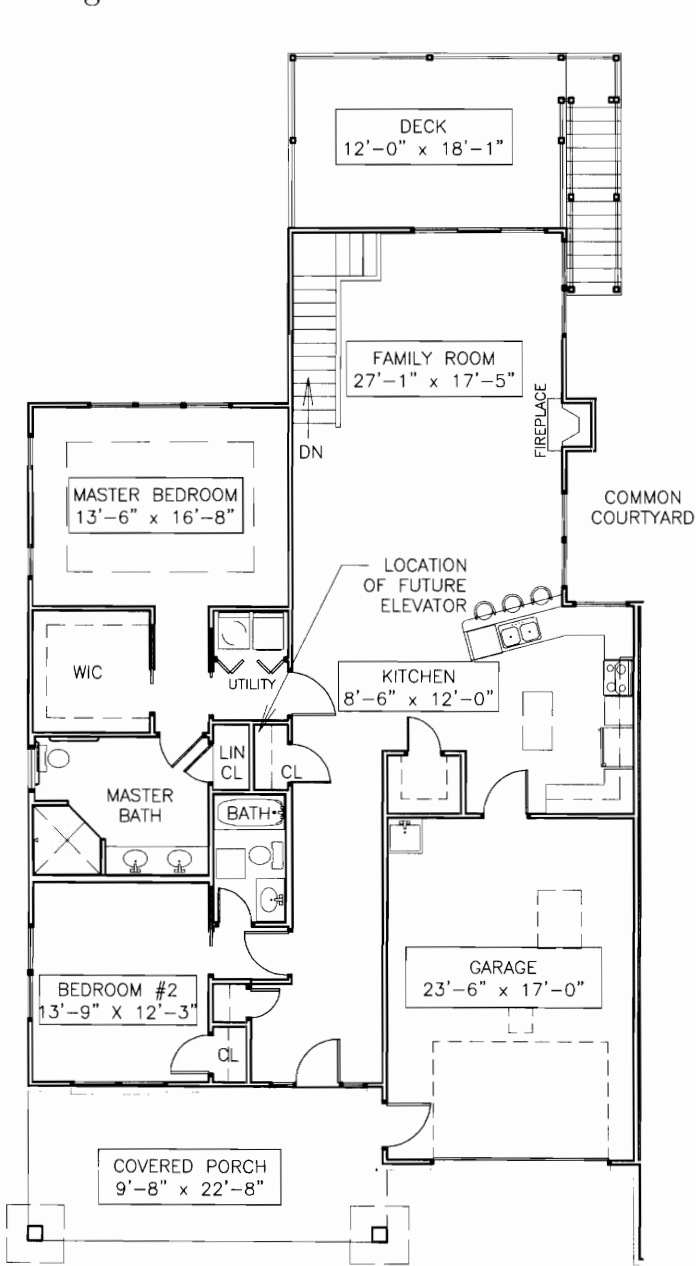 DECK
12'-0" x 18'-1"
FAMILY ROOM
27'-1" x 17'-5"
FIREPLACE
DN
MASTER BEDROOM
13'-6" x 16'-8"
COMMON
COURTYARD
LOCATION
OF FUTURE
ELEVATOR
WIC
UTILITY
KITCHEN
8'-6" x 12'-0"
LIN
CL
CL
MASTER
BATH
BATH
GARAGE
23'-6" x 17'-0"
BEDROOM #2
13'-9" X 12'-3"
CL
COVERED PORCH
9'-8" x 22'-8"